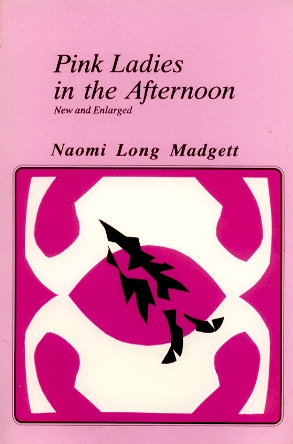 Pink Ladies
in the Afternoon
New and Enlarged
Naomi Long Madgett